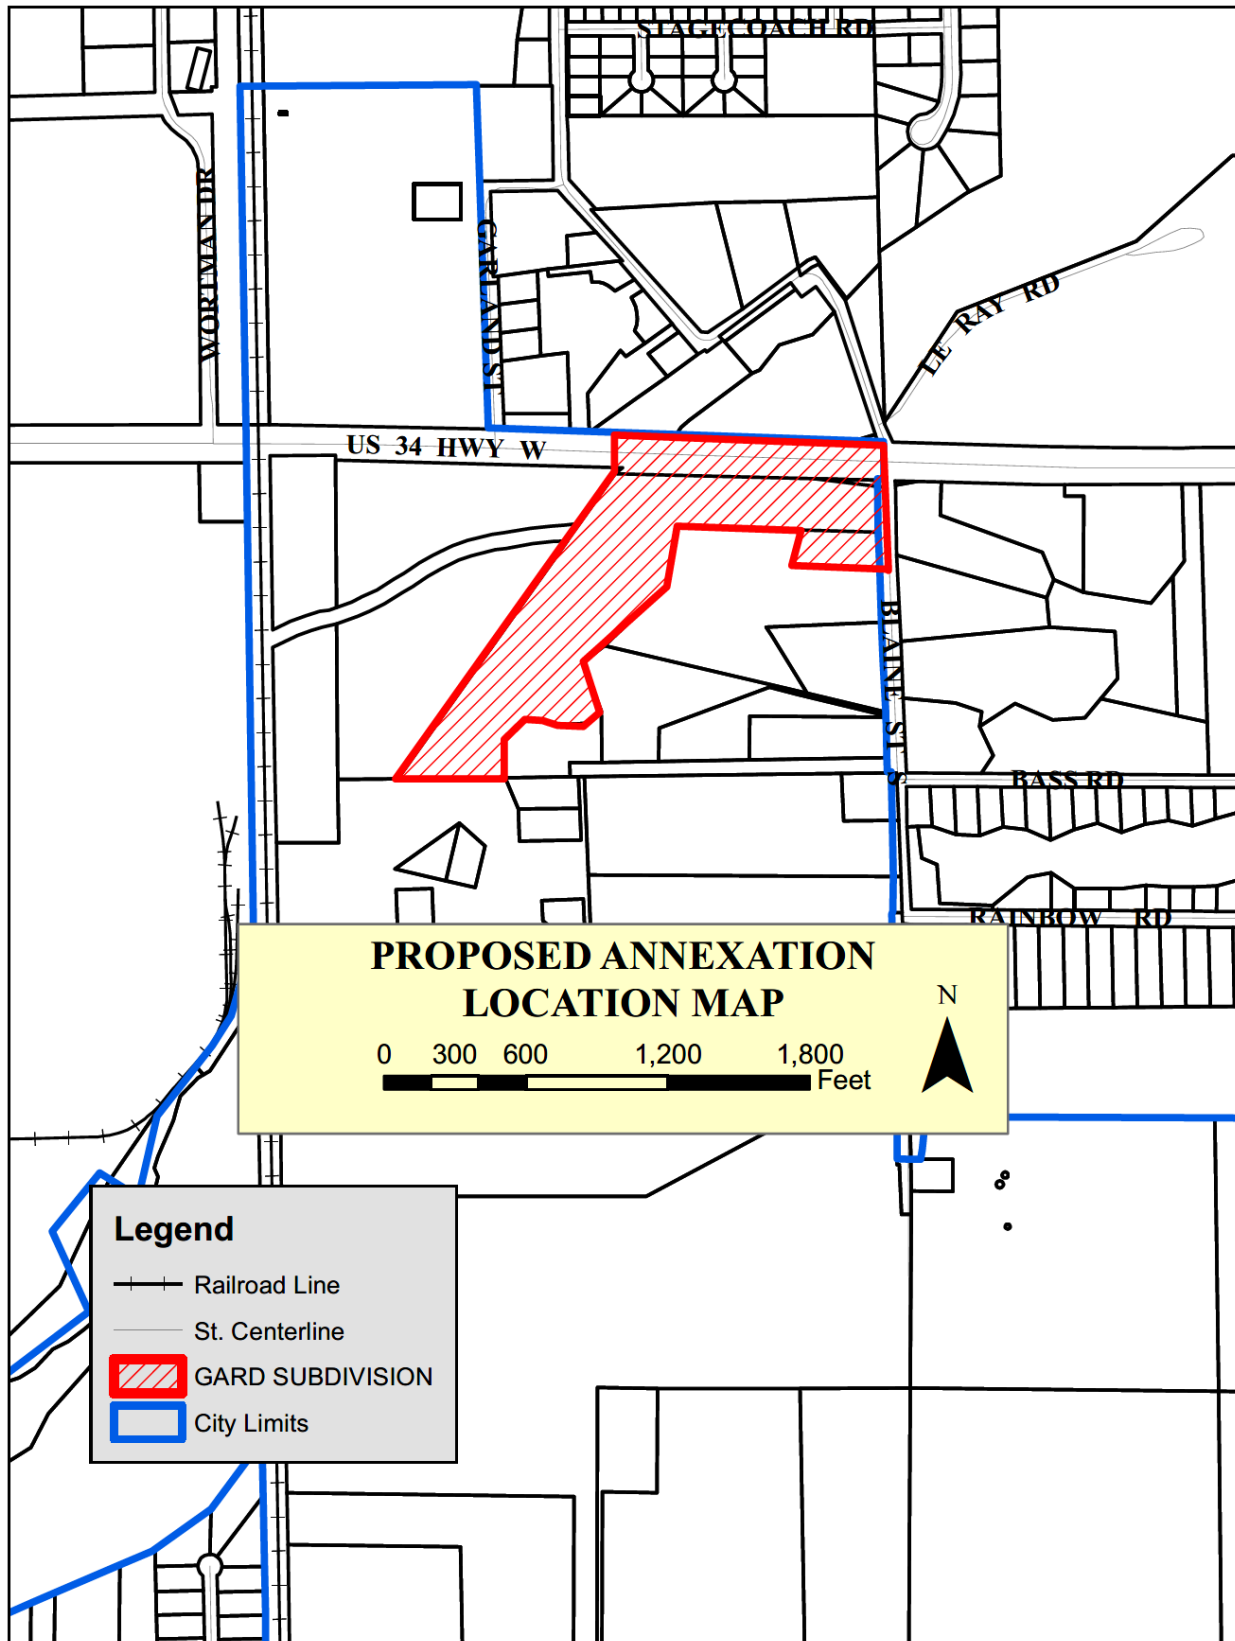 STAGECOACH RD
WORTMAN DR
GARLAND ST
LE RAY RD
US 34 HWY W
BLAINE ST S
BASS RD
RAINBOW RD
PROPOSED ANNEXATION
LOCATION MAP
N
0 300 600 1,200 1,800
Feet
Legend
Railroad Line
St. Centerline
GARD SUBDIVISION
City Limits